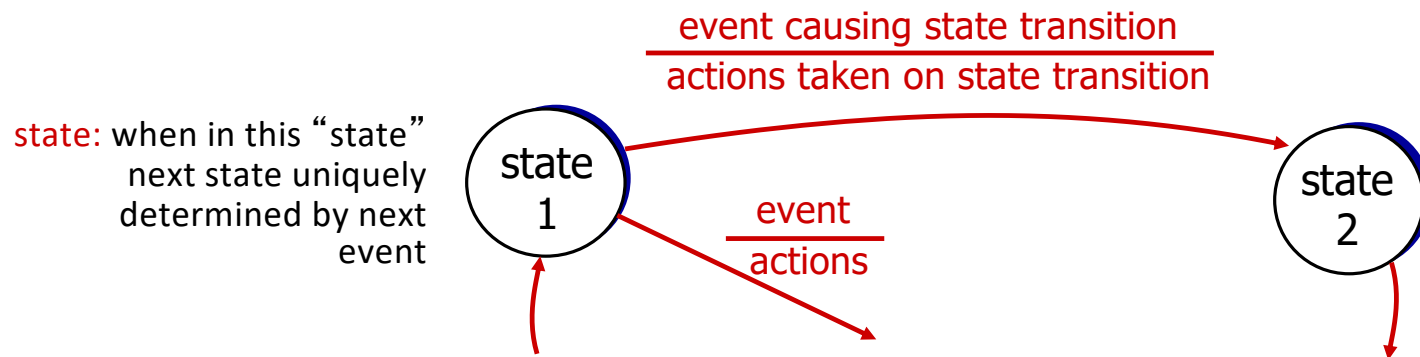 event causing state transition
actions taken on state transition
state: when in this “state”
next state uniquely
determined by next
event
state
1
event
actions
state
2